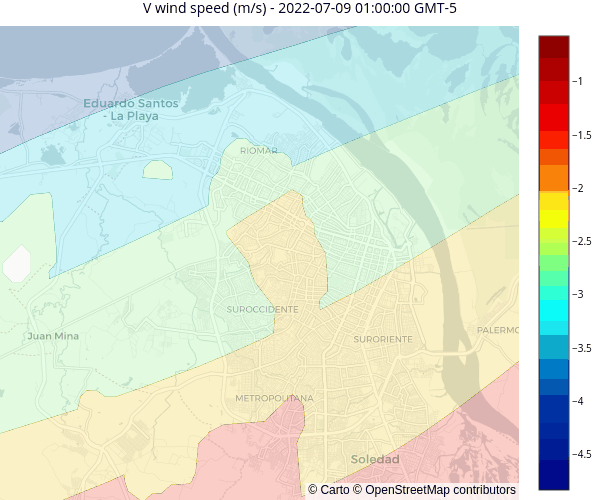 V wind speed (m/s) - 2022-07-09 01:00:00 GMT-5
Eduardo Santos
- La Playa
RIOMAR
SUROCCIDENTE
Juan Mina
SURORIENTE
PALERMO
METROPOLITANA
Soledad
© Carto © OpenStreetMap contributors
−1
−1.5
−2
−2.5
−3
−3.5
−4
−4.5